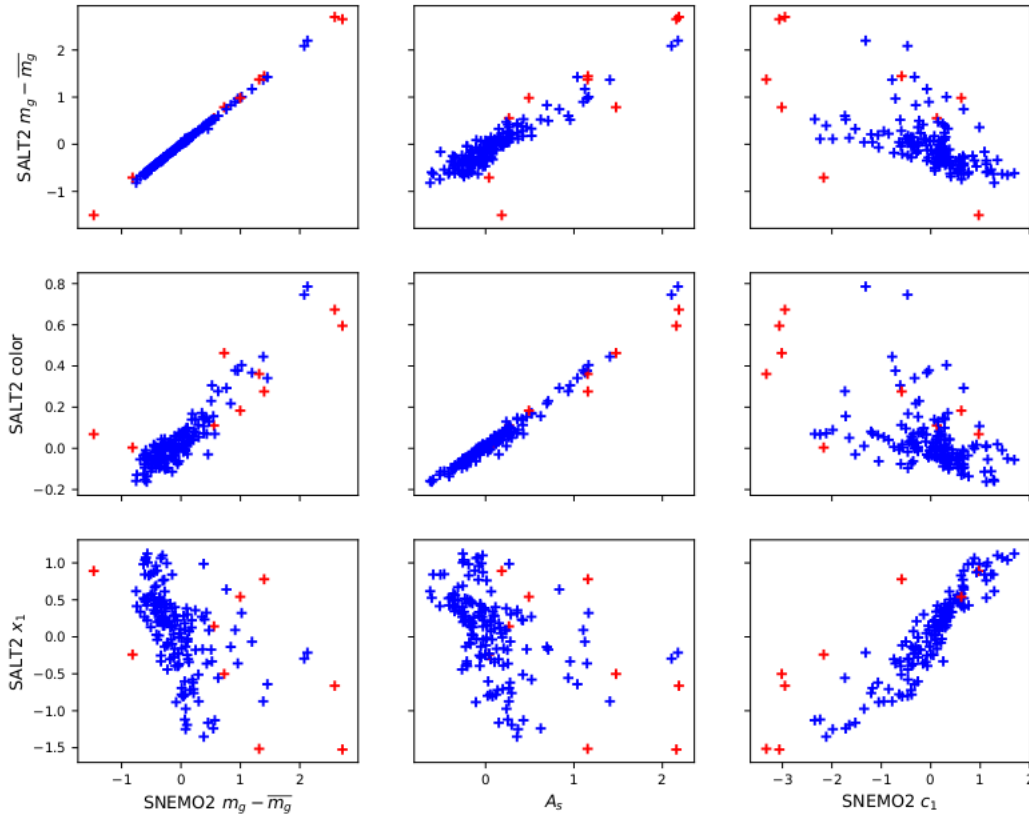 SALT2 m_g − \overline{m_g}
2
1
0
−1
SALT2 color
0.8
0.6
0.4
0.2
0.0
−0.2
SALT2 x_1
1.0
0.5
0.0
−0.5
−1.0
−1.5
−1 0 1 2
SNEMO2 m_g − \overline{m_g}
0 1 2
A_s
−3 −2 −1 0 1 2
SNEMO2 c_1